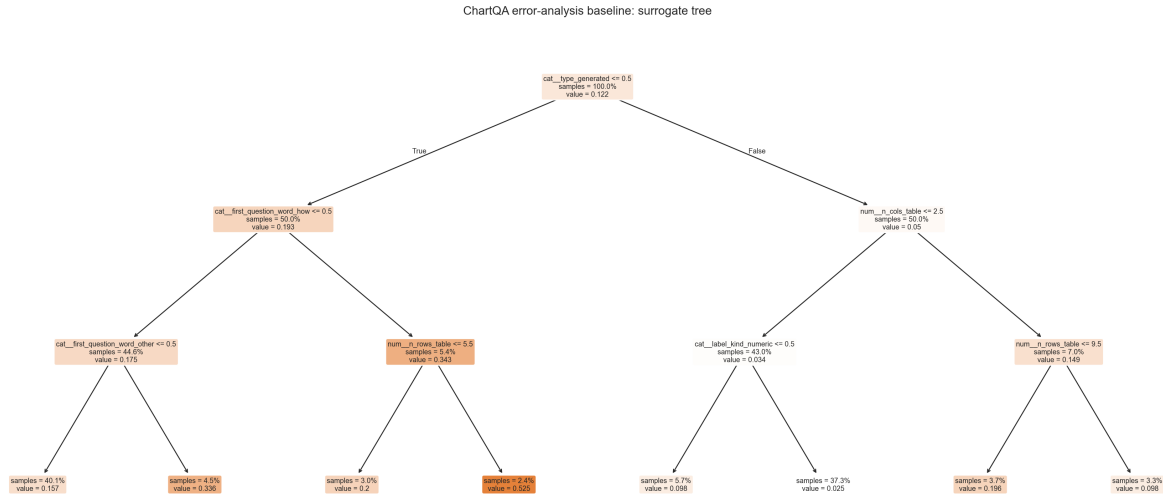 ChartQA error-analysis baseline: surrogate tree
cat__type_generated <= 0.5
samples = 100.0%
value = 0.122
True
False
cat__first_question_word_how <= 0.5
samples = 50.0%
value = 0.193
num__n_cols_table <= 2.5
samples = 50.0%
value = 0.05
cat__first_question_word_other <= 0.5
samples = 44.6%
value = 0.175
num__n_rows_table <= 5.5
samples = 5.4%
value = 0.343
cat__label_kind_numeric <= 0.5
samples = 43.0%
value = 0.034
num__n_rows_table <= 9.5
samples = 7.0%
value = 0.149
samples = 40.1%
value = 0.157
samples = 4.5%
value = 0.336
samples = 3.0%
value = 0.2
samples = 2.4%
value = 0.525
samples = 5.7%
value = 0.098
samples = 37.3%
value = 0.025
samples = 3.7%
value = 0.196
samples = 3.3%
value = 0.098